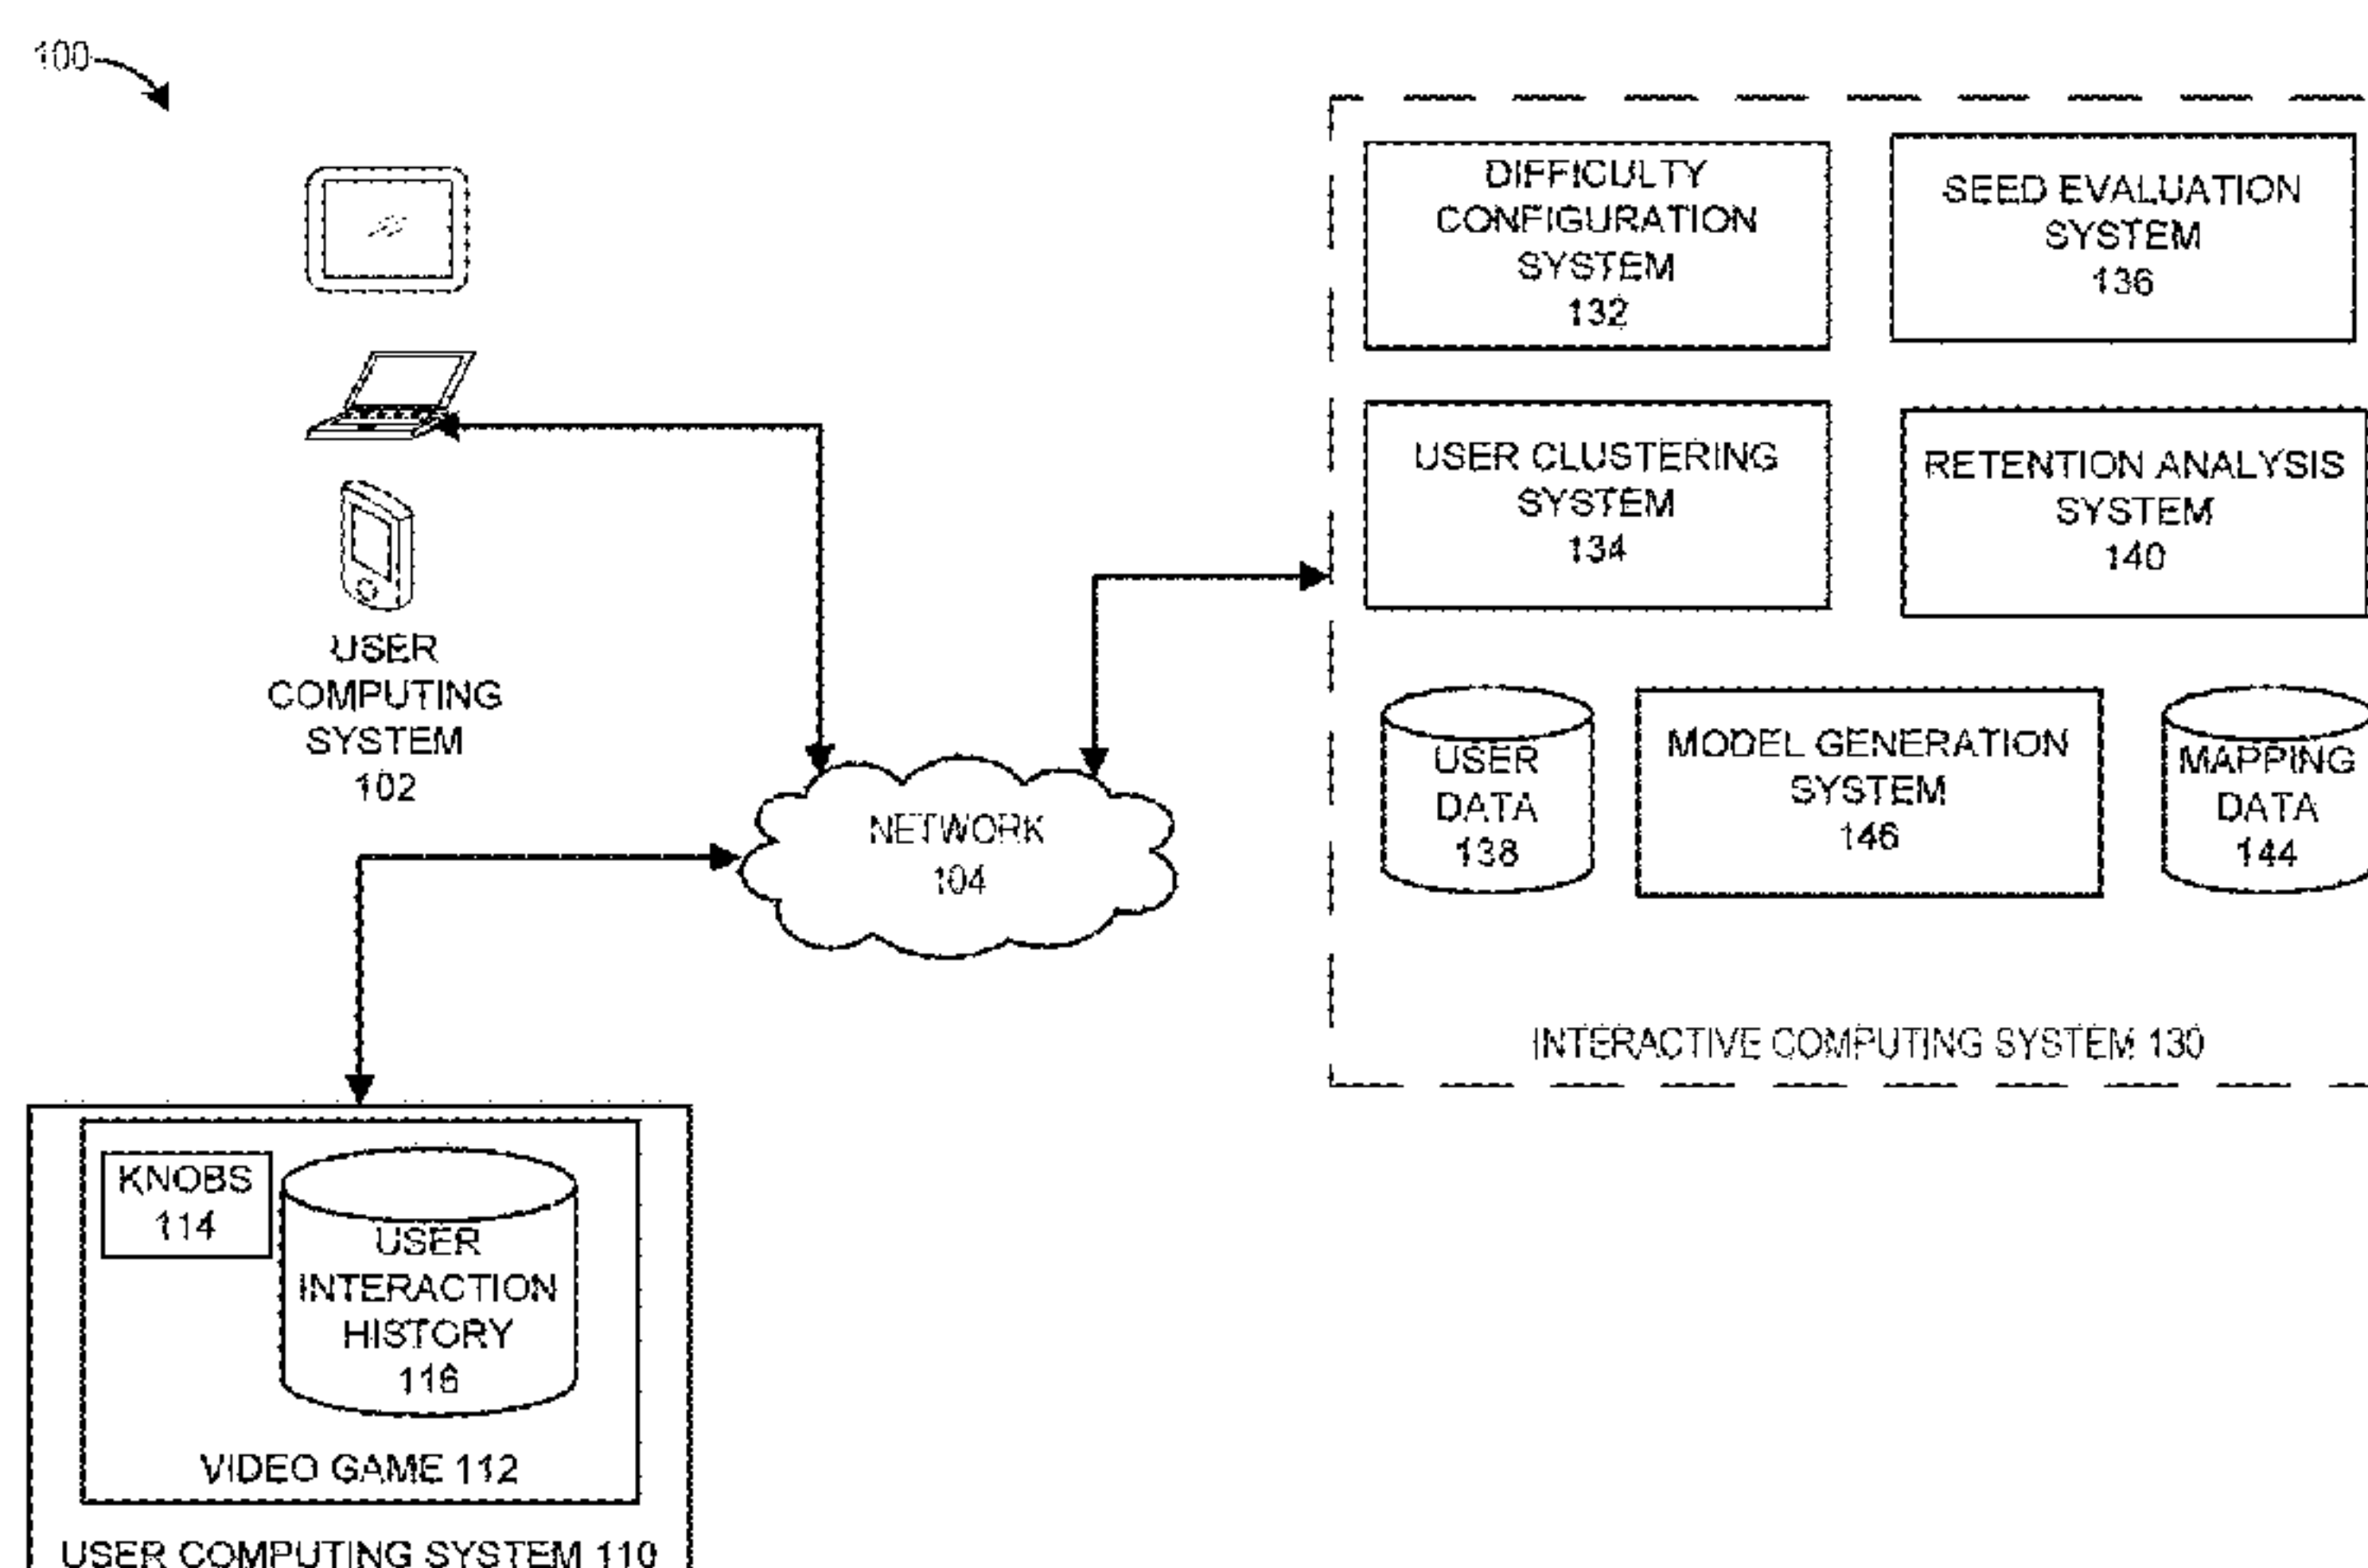 100
DIFFICULTY
CONFIGURATION
SYSTEM
132
SEED EVALUATION
SYSTEM
136
USER CLUSTERING
SYSTEM
134
RETENTION ANALYSIS
SYSTEM
140
USER
COMPUTING
SYSTEM
102
USER
DATA
138
MODEL GENERATION
SYSTEM
146
MAPPING
DATA
144
NETWORK
104
INTERACTIVE COMPUTING SYSTEM 130
KNOBS
114
USER
INTERACTION
HISTORY
116
VIDEO GAME 112
USER COMPUTING SYSTEM 110